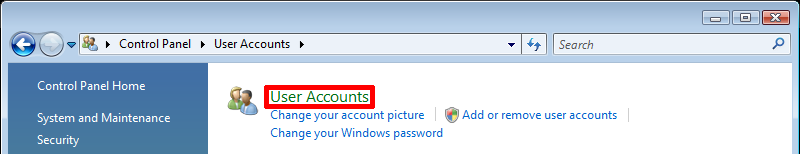 Control Panel User Accounts Search
Control Panel Home
User Accounts
Change your account picture Add or remove user accounts
System and Maintenance
Change your Windows password
Security